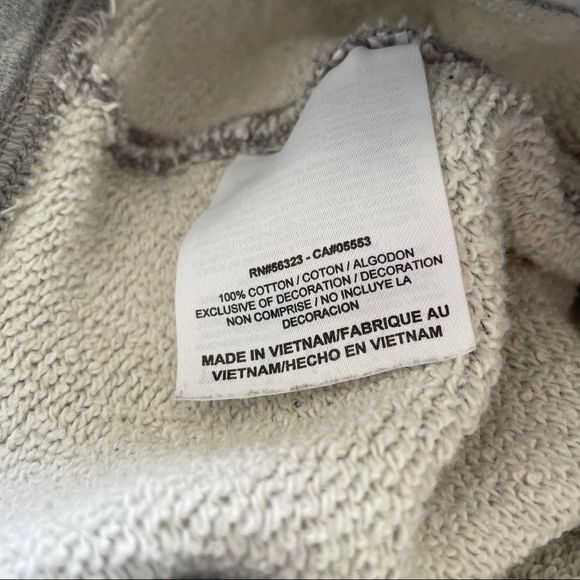 RN#56323 - CA#05553
100% COTTON / COTON / ALGODON
EXCLUSIVE OF DECORATION / DECORATION
NON COMPRISE / NO INCLUYE LA
DECORACION
MADE IN VIETNAM/FABRIQUE AU
VIETNAM/HECHO EN VIETNAM